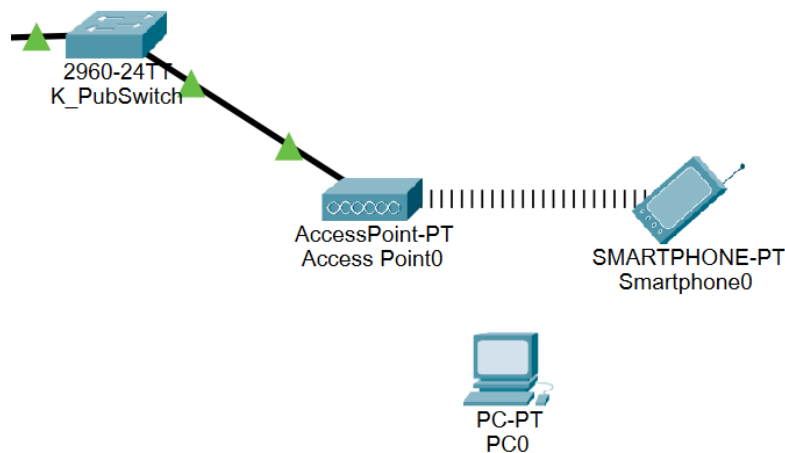 2960-24TT
K_PubSwitch
AccessPoint-PT
Access Point0
SMARTPHONE-PT
Smartphone0
PC-PT
PC0